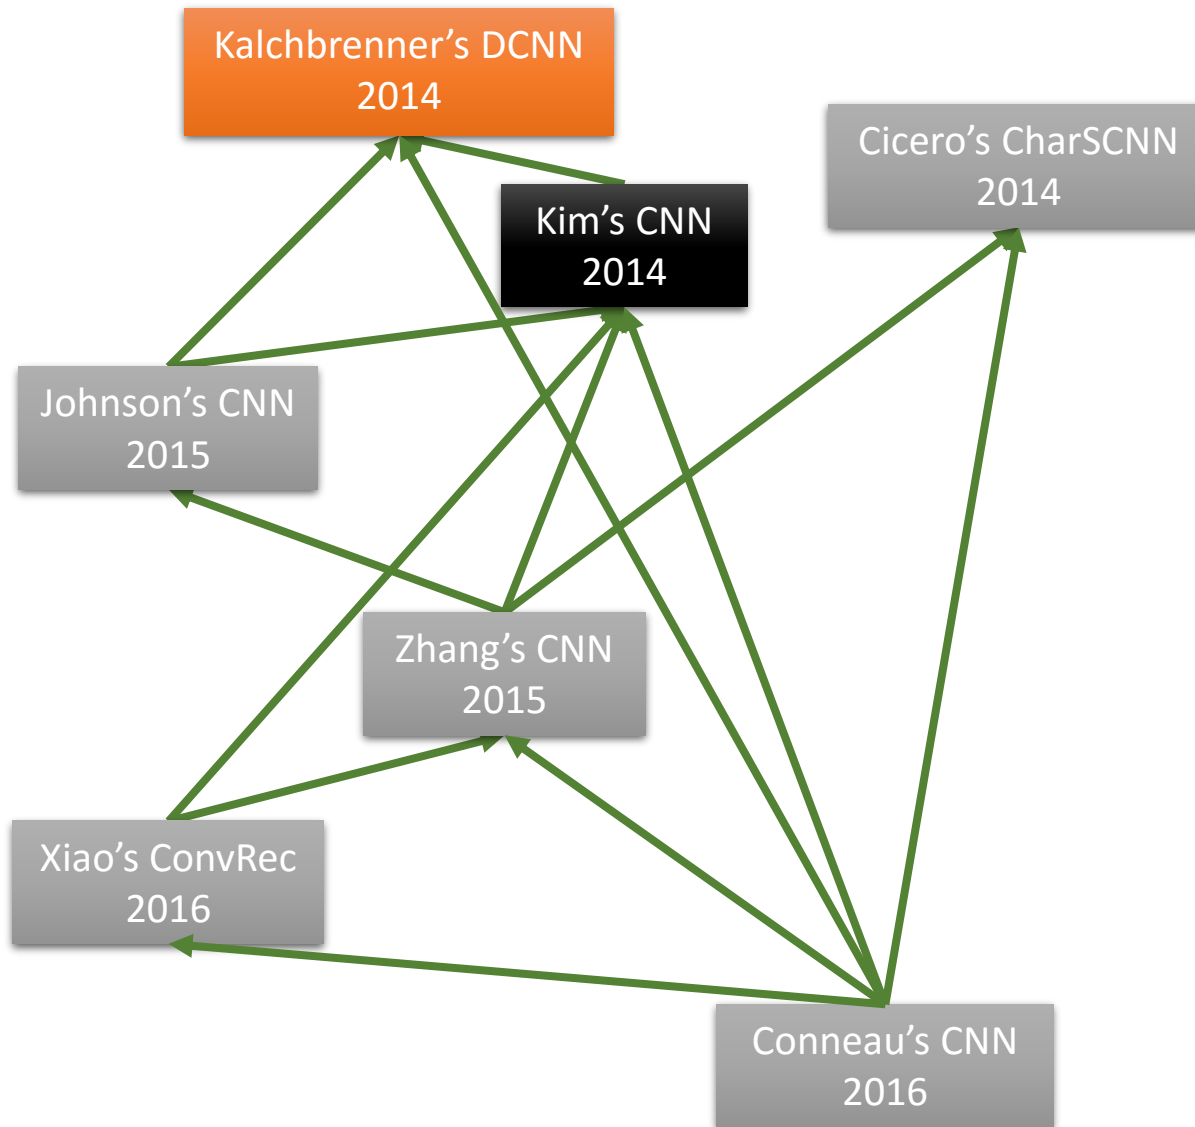 Kalchbrenner’s DCNN
2014
Cicero’s CharSCNN
2014
Kim’s CNN
2014
Johnson’s CNN
2015
Zhang’s CNN
2015
Xiao’s ConvRec
2016
Conneau’s CNN
2016